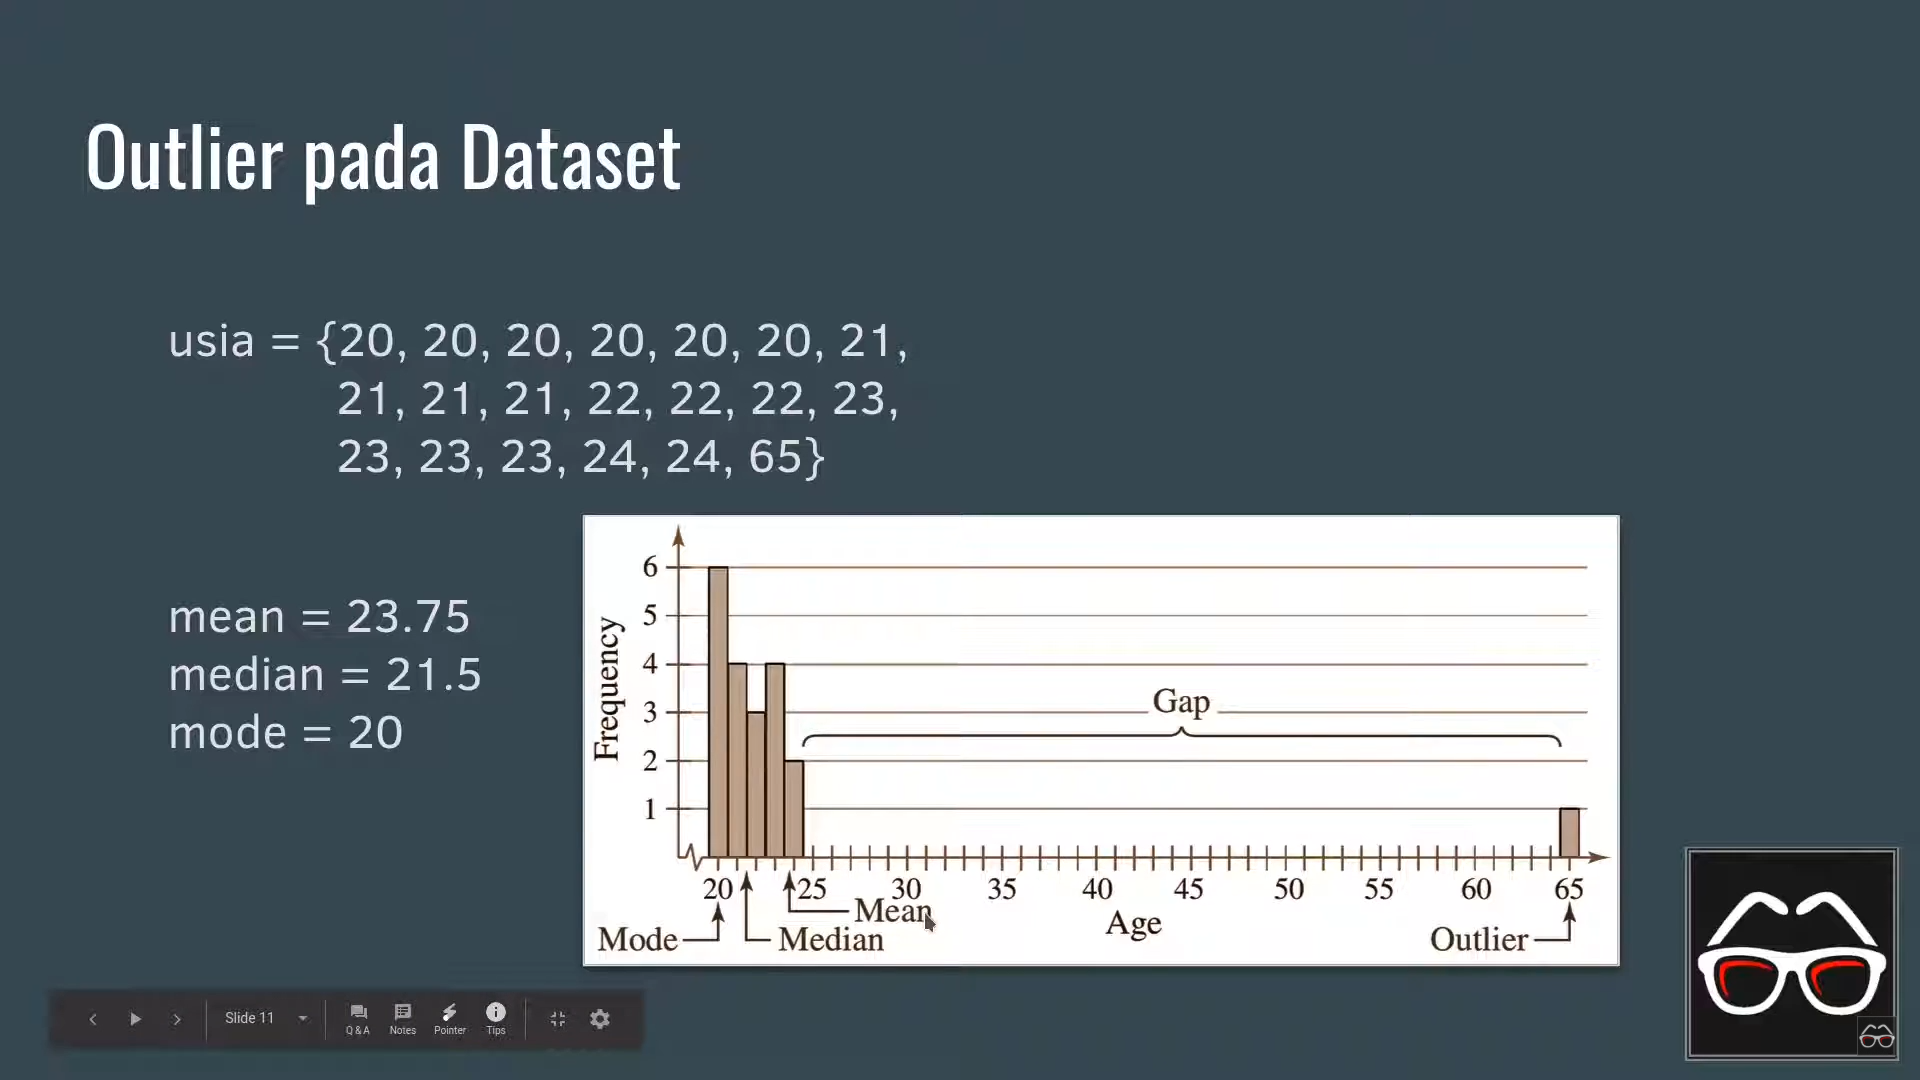 Outlier pada Dataset
usia = {20, 20, 20, 20, 20, 20, 21,
21, 21, 21, 22, 22, 22, 23,
23, 23, 23, 24, 24, 65}
mean = 23.75
median = 21.5
mode = 20
Frequency
6
5
4
3
2
1
Gap
20 25 30 35 40 45 50 55 60 65
Mean
Age
Mode
Median
Outlier
Slide 11
Q & A
Notes
Pointer
Tips